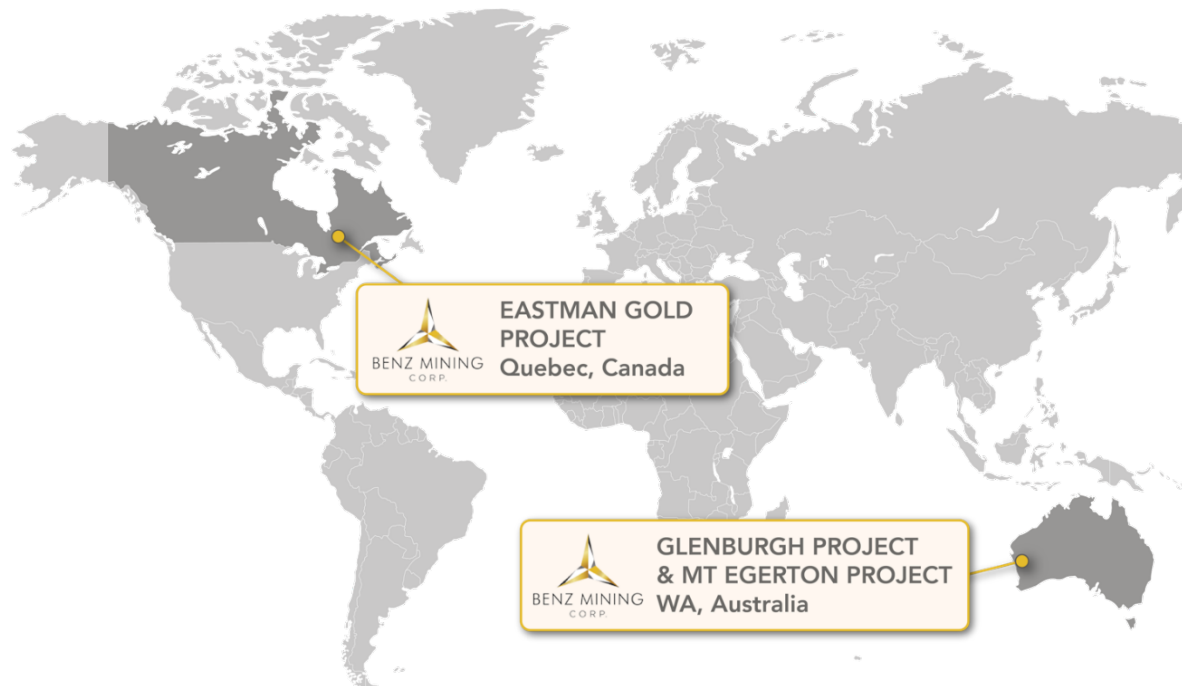 BENZ MINING
CORP.
EASTMAN GOLD
PROJECT
Quebec, Canada
BENZ MINING
CORP.
GLENBURGH PROJECT
& MT EGERTON PROJECT
WA, Australia